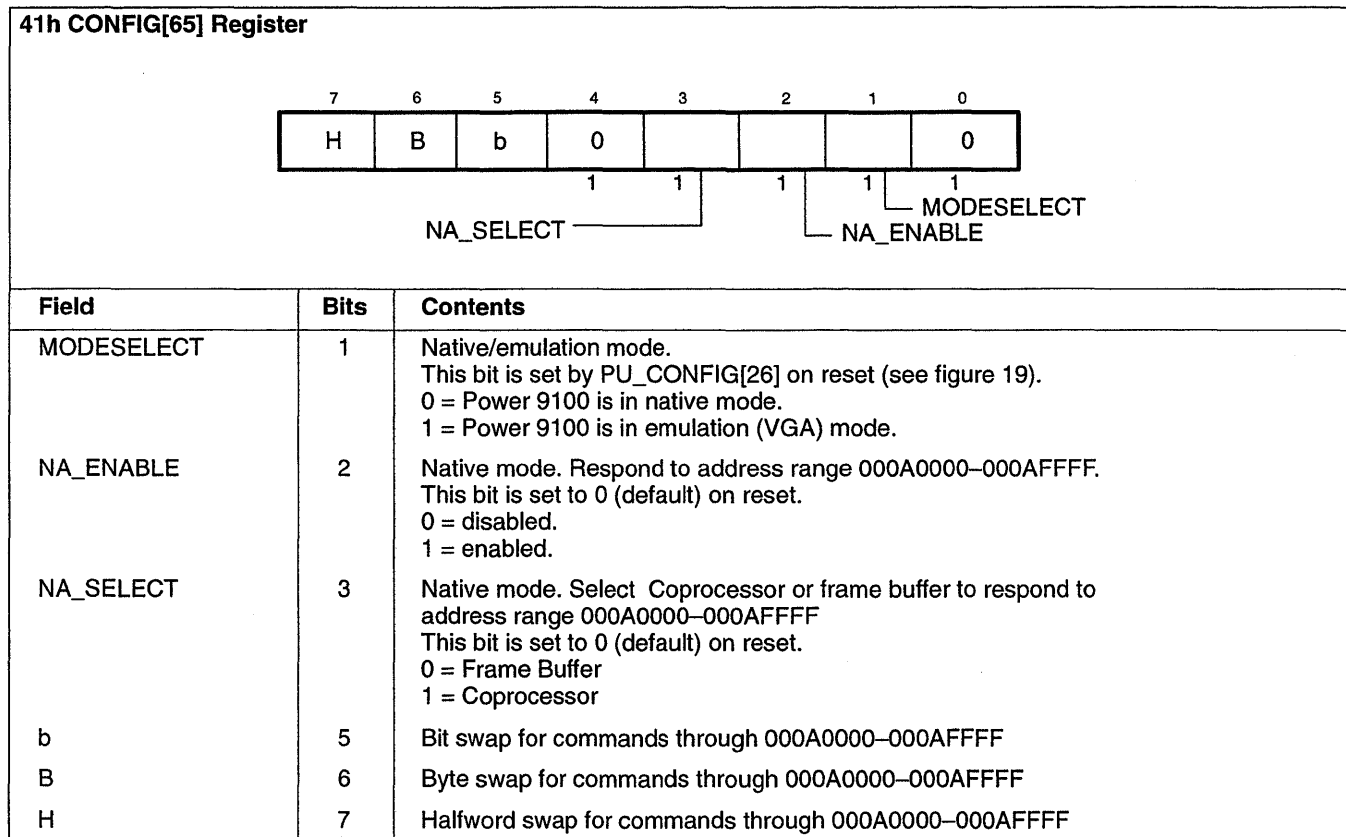 41h CONFIG[65] Register
7 6 5 4 3 2 1 0
H B b 0 0
1 1 1 1 1
MODESELECT
NA_SELECT NA_ENABLE
Field Bits Contents
MODESELECT 1 Native/emulation mode.
This bit is set by PU_CONFIG[26] on reset (see figure 19).
0 = Power 9100 is in native mode.
1 = Power 9100 is in emulation (VGA) mode.
NA_ENABLE 2 Native mode. Respond to address range 000A0000–000AFFFF.
This bit is set to 0 (default) on reset.
0 = disabled.
1 = enabled.
NA_SELECT 3 Native mode. Select Coprocessor or frame buffer to respond to
address range 000A0000–000AFFFF
This bit is set to 0 (default) on reset.
0 = Frame Buffer
1 = Coprocessor
b 5 Bit swap for commands through 000A0000–000AFFFF
B 6 Byte swap for commands through 000A0000–000AFFFF
H 7 Halfword swap for commands through 000A0000–000AFFFF